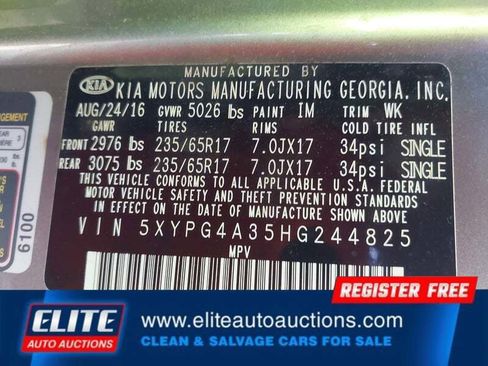 MANUFACTURED BY
KIA KIA MOTORS MANUFACTURING GEORGIA, INC.
AUG/24/16 GVWR 5026 lbs PAINT IM TRIM WK
GAWR TIRES RIMS COLD TIRE INFL
FRONT 2976 lbs 235/65R17 7.0JX17 34psi SINGLE
REAR 3075 lbs 235/65R17 7.0JX17 34psi SINGLE
THIS VEHICLE CONFORMS TO ALL APPLICABLE U.S.A. FEDERAL
MOTOR VEHICLE SAFETY AND THEFT PREVENTION STANDARDS
IN EFFECT ON THE DATE OF MANUFACTURE SHOWN ABOVE.
VIN 5XYPG4A35HG244825
MPV
6100
REGISTER FREE
ELITE
AUTO AUCTIONS
www.eliteautoauctions.com
CLEAN & SALVAGE CARS FOR SALE